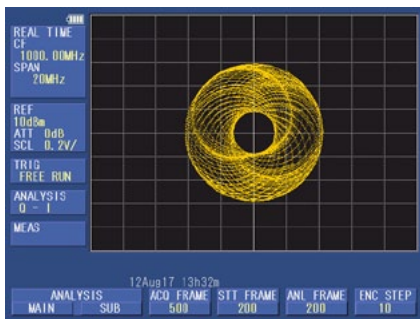 REAL TIME
CF
1000.00MHz
SPAN
20MHz
REF
10dBm
ATT 0dB
SCL 0.2V/
TRIG
FREE RUN
ANALYSIS
Q - I
MEAS
12Aug17 13h32m
ANALYSIS
MAIN SUB
ACQ FRAME
500
STT FRAME
200
ANL FRAME
200
ENC STEP
10